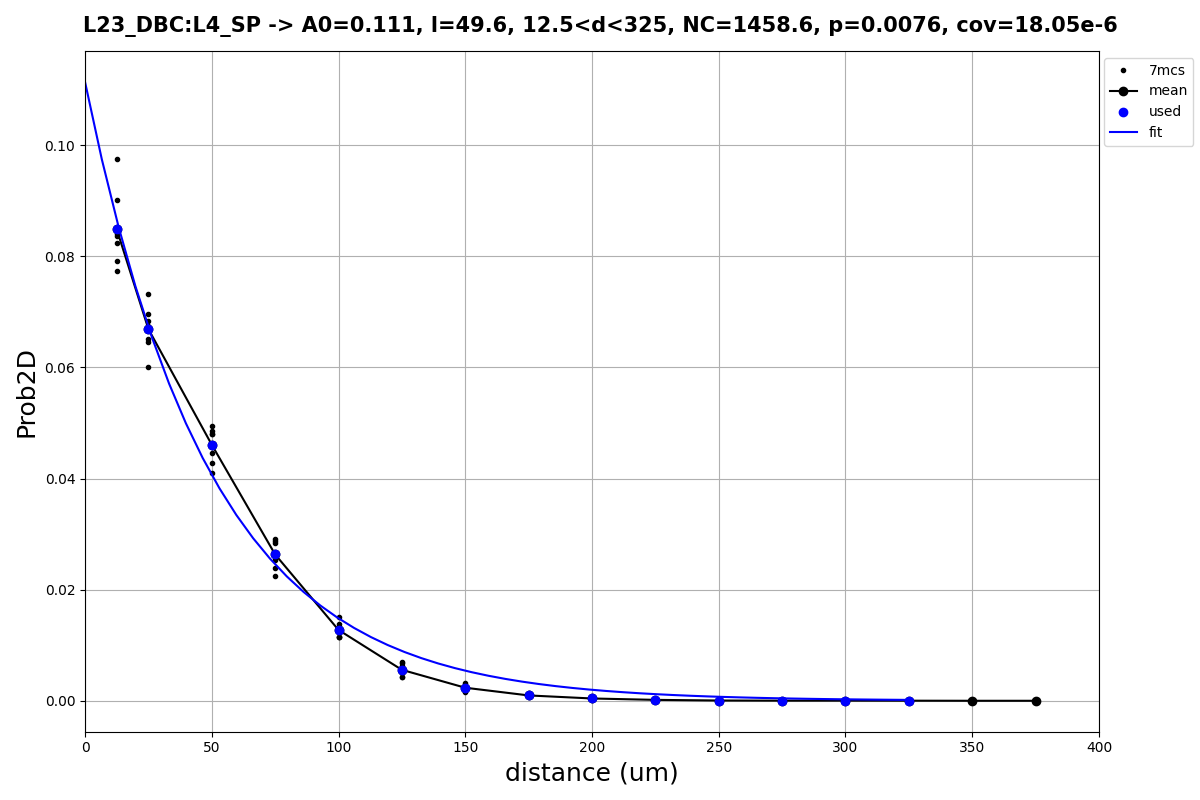 L23_DBC:L4_SP -> A0=0.111, l=49.6, 12.5<d<325, NC=1458.6, p=0.0076, cov=18.05e-6
7mcs
mean
used
fit
0.10
0.08
0.06
0.04
0.02
0.00
Prob2D
0 50 100 150 200 250 300 350 400
distance (um)